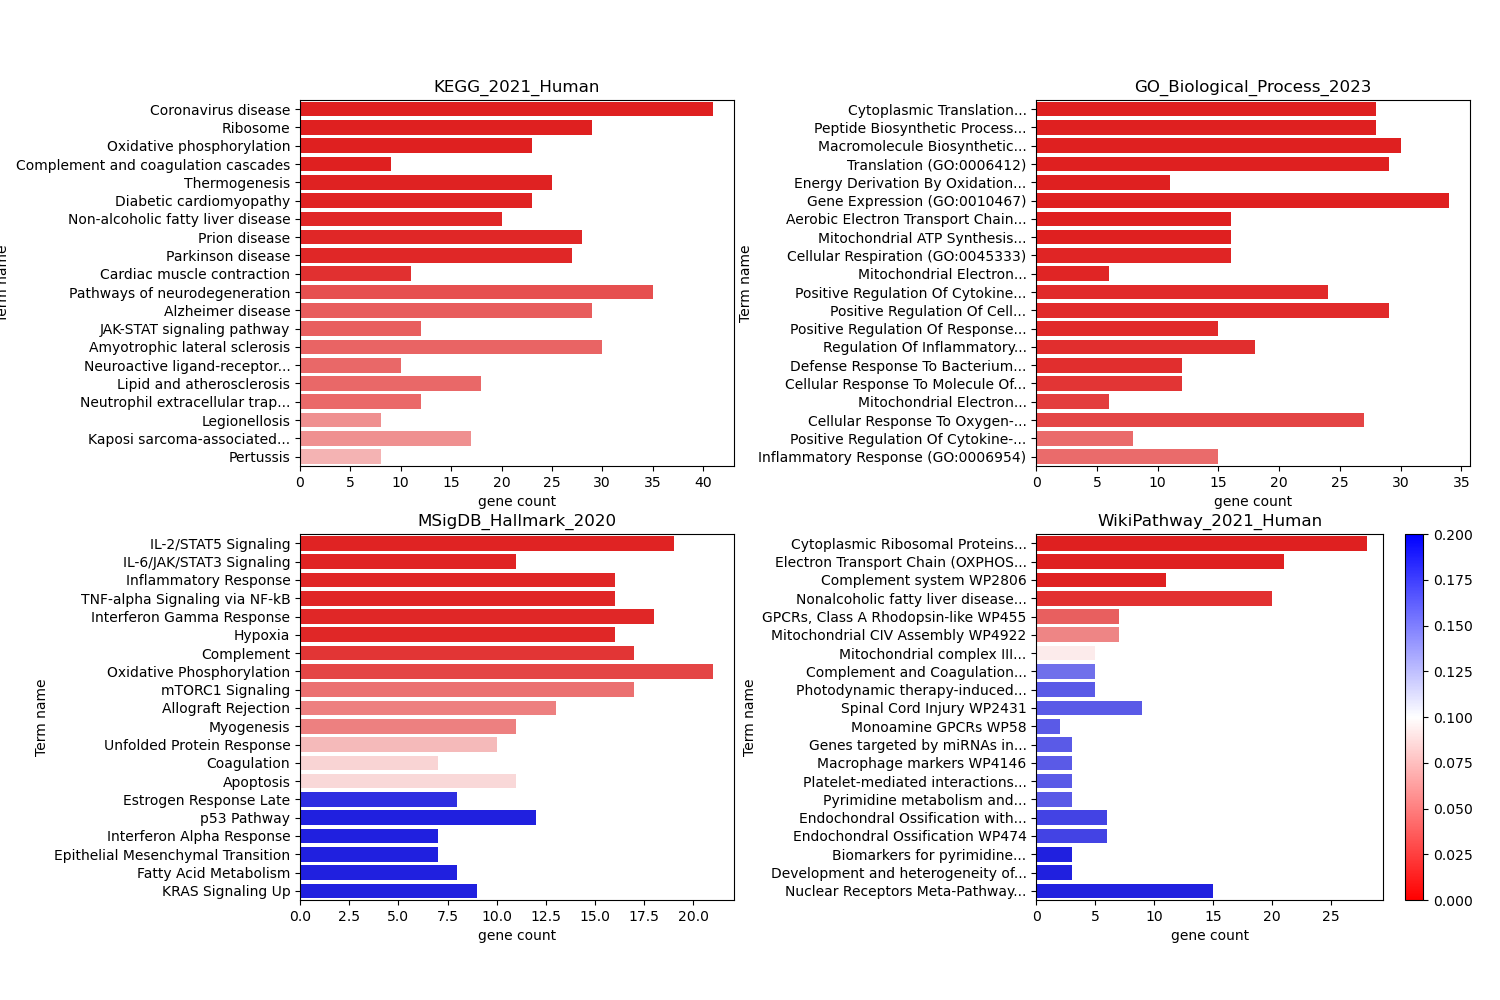 KEGG_2021_Human
Coronavirus disease
Ribosome
Oxidative phosphorylation
Complement and coagulation cascades
Thermogenesis
Diabetic cardiomyopathy
Non-alcoholic fatty liver disease
Prion disease
Parkinson disease
Cardiac muscle contraction
Pathways of neurodegeneration
Alzheimer disease
JAK-STAT signaling pathway
Amyotrophic lateral sclerosis
Neuroactive ligand-receptor...
Lipid and atherosclerosis
Neutrophil extracellular trap...
Legionellosis
Kaposi sarcoma-associated...
Pertussis
Term name
0 5 10 15 20 25 30 35 40
gene count
GO_Biological_Process_2023
Cytoplasmic Translation...
Peptide Biosynthetic Process...
Macromolecule Biosynthetic...
Translation (GO:0006412)
Energy Derivation By Oxidation...
Gene Expression (GO:0010467)
Aerobic Electron Transport Chain...
Mitochondrial ATP Synthesis...
Cellular Respiration (GO:0045333)
Mitochondrial Electron...
Positive Regulation Of Cytokine...
Positive Regulation Of Cell...
Positive Regulation Of Response...
Regulation Of Inflammatory...
Defense Response To Bacterium...
Cellular Response To Molecule Of...
Mitochondrial Electron...
Cellular Response To Oxygen-...
Positive Regulation Of Cytokine-...
Inflammatory Response (GO:0006954)
Term name
0 5 10 15 20 25 30 35
gene count
MSigDB_Hallmark_2020
IL-2/STAT5 Signaling
IL-6/JAK/STAT3 Signaling
Inflammatory Response
TNF-alpha Signaling via NF-kB
Interferon Gamma Response
Hypoxia
Complement
Oxidative Phosphorylation
mTORC1 Signaling
Allograft Rejection
Myogenesis
Unfolded Protein Response
Coagulation
Apoptosis
Estrogen Response Late
p53 Pathway
Interferon Alpha Response
Epithelial Mesenchymal Transition
Fatty Acid Metabolism
KRAS Signaling Up
Term name
0.0 2.5 5.0 7.5 10.0 12.5 15.0 17.5 20.0
gene count
WikiPathway_2021_Human
Cytoplasmic Ribosomal Proteins...
Electron Transport Chain (OXPHOS...
Complement system WP2806
Nonalcoholic fatty liver disease...
GPCRs, Class A Rhodopsin-like WP455
Mitochondrial CIV Assembly WP4922
Mitochondrial complex III...
Complement and Coagulation...
Photodynamic therapy-induced...
Spinal Cord Injury WP2431
Monoamine GPCRs WP58
Genes targeted by miRNAs in...
Macrophage markers WP4146
Platelet-mediated interactions...
Pyrimidine metabolism and...
Endochondral Ossification with...
Endochondral Ossification WP474
Biomarkers for pyrimidine...
Development and heterogeneity of...
Nuclear Receptors Meta-Pathway...
Term name
0 5 10 15 20 25
gene count
0.200
0.175
0.150
0.125
0.100
0.075
0.050
0.025
0.000